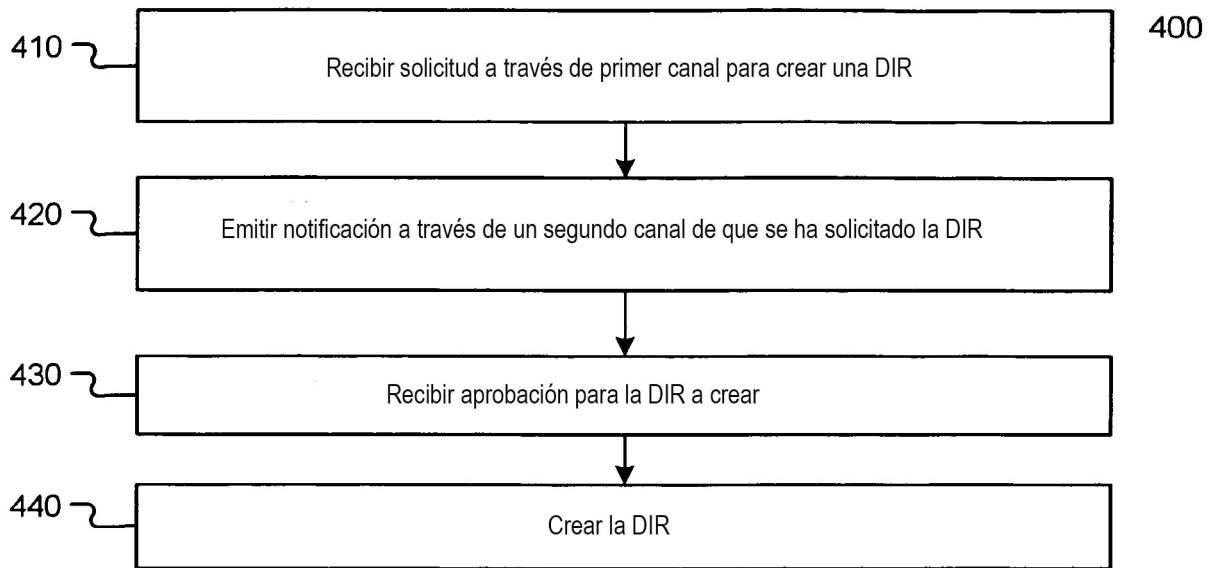 400
410
Recibir solicitud a través de primer canal para crear una DIR
420
Emitir notificación a través de un segundo canal de que se ha solicitado la DIR
430
Recibir aprobación para la DIR a crear
440
Crear la DIR